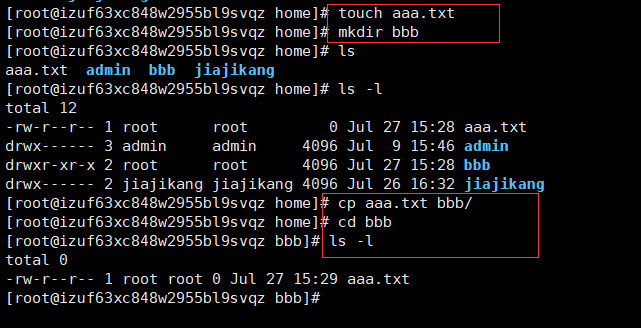 [root@izuf63xc848w2955bl9svqz home]# touch aaa.txt
[root@izuf63xc848w2955bl9svqz home]# mkdir bbb
[root@izuf63xc848w2955bl9svqz home]# ls
aaa.txt  admin  bbb  jiajikang
[root@izuf63xc848w2955bl9svqz home]# ls -l
total 12
-rw-r--r-- 1 root      root         0 Jul 27 15:28 aaa.txt
drwx------ 3 admin     admin     4096 Jul  9 15:46 admin
drwxr-xr-x 2 root      root      4096 Jul 27 15:28 bbb
drwx------ 2 jiajikang jiajikang 4096 Jul 26 16:32 jiajikang
[root@izuf63xc848w2955bl9svqz home]# cp aaa.txt bbb/
[root@izuf63xc848w2955bl9svqz home]# cd bbb
[root@izuf63xc848w2955bl9svqz bbb]# ls -l
total 0
-rw-r--r-- 1 root root 0 Jul 27 15:29 aaa.txt
[root@izuf63xc848w2955bl9svqz bbb]#